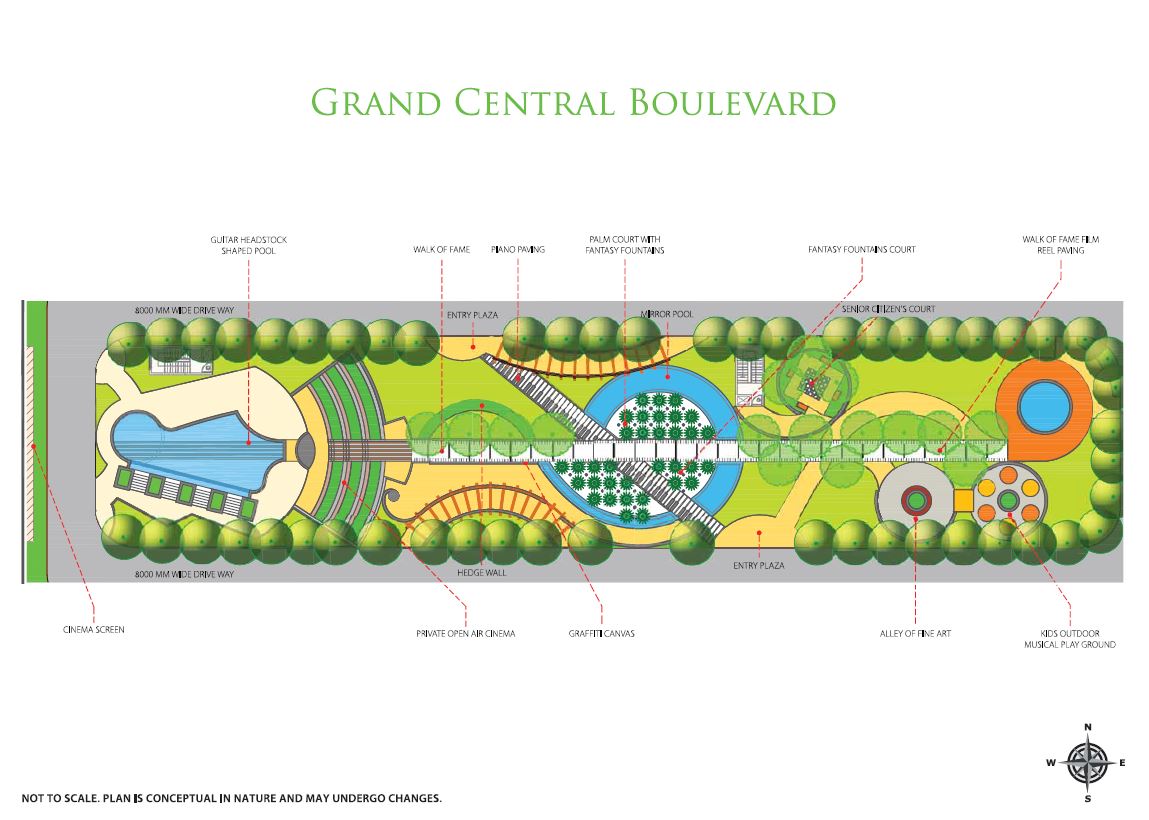 GRAND CENTRAL BOULEVARD
GUITAR HEADSTOCK
SHAPED POOL
WALK OF FAME
PIANO PAVING
PALM COURT WITH
FANTASY FOUNTAINS
FANTASY FOUNTAINS COURT
WALK OF FAME FILM
REEL PAVING
8000 MM WIDE DRIVE WAY
ENTRY PLAZA
MIRROR POOL
SENIOR CITIZEN'S COURT
8000 MM WIDE DRIVE WAY
HEDGE WALL
ENTRY PLAZA
CINEMA SCREEN
PRIVATE OPEN AIR CINEMA
GRAFFITI CANVAS
ALLEY OF FINE ART
KIDS OUTDOOR
MUSICAL PLAY GROUND
N
W E
S
NOT TO SCALE. PLAN IS CONCEPTUAL IN NATURE AND MAY UNDERGO CHANGES.